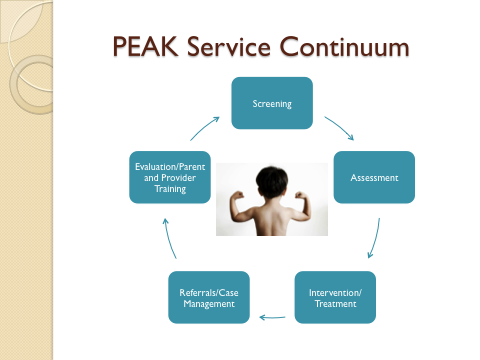 PEAK Service Continuum
Screening
Assessment
Intervention/
Treatment
Referrals/Case
Management
Evaluation/Parent
and Provider
Training